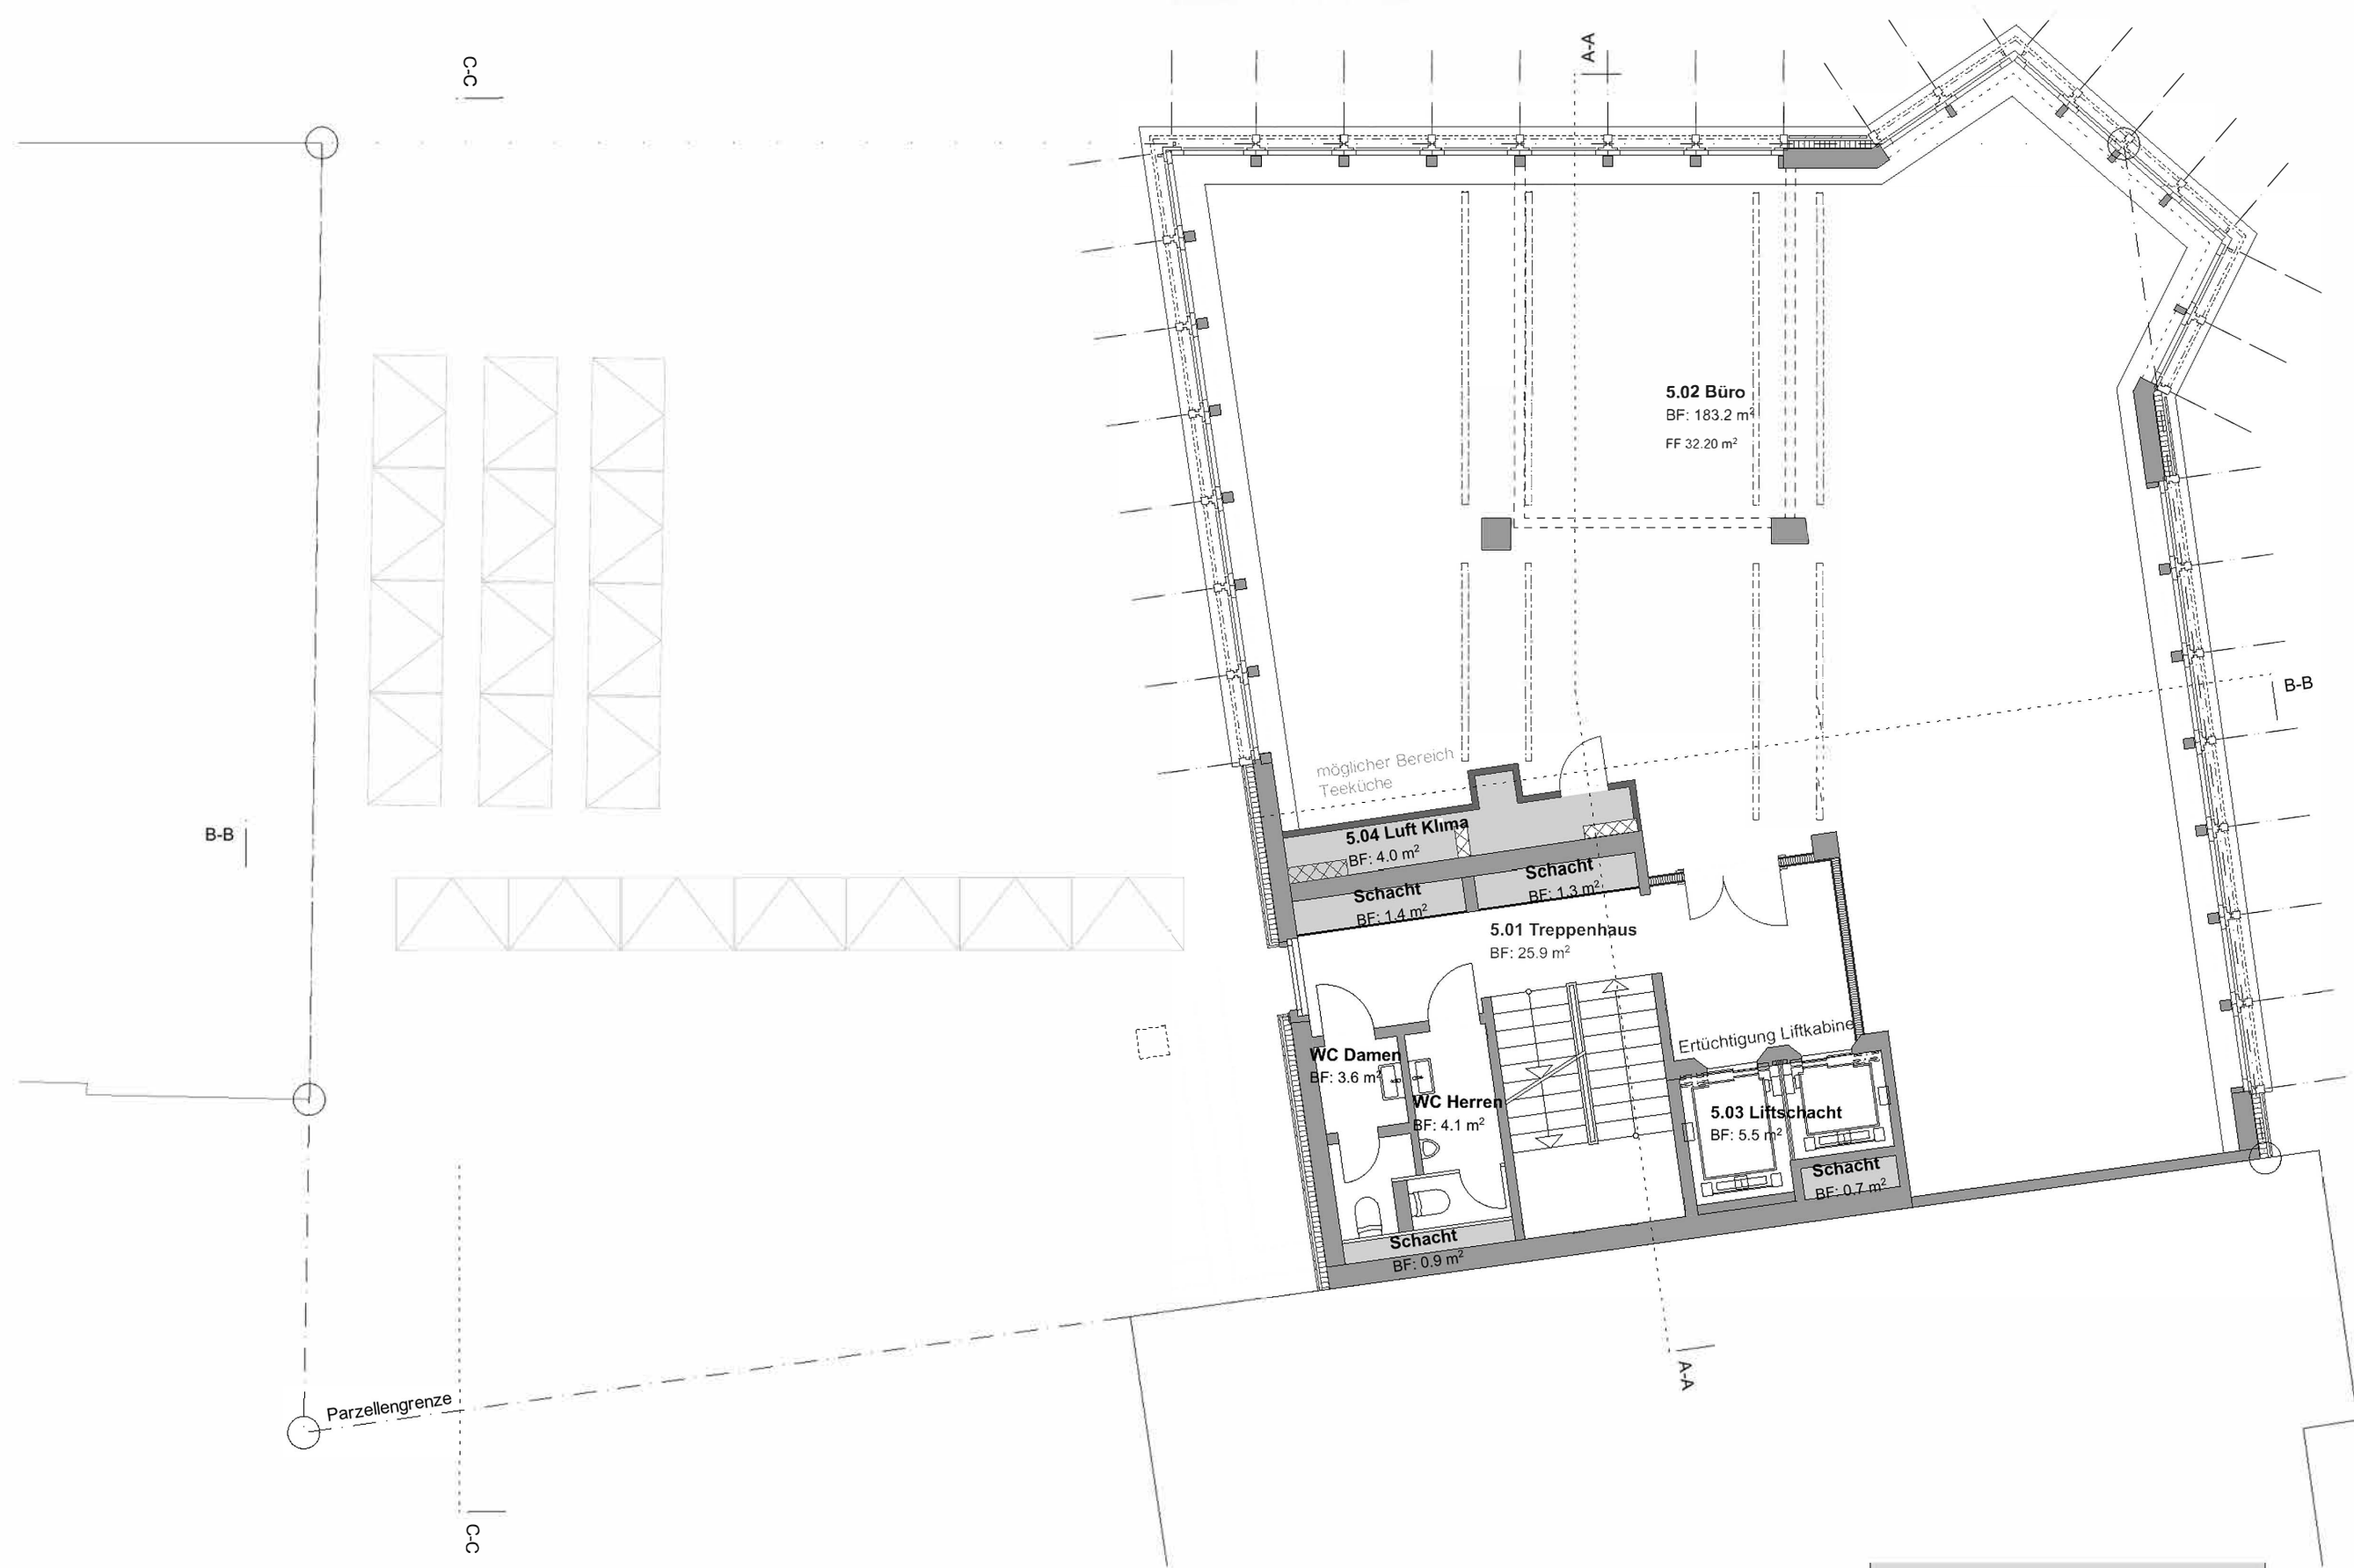 C-C
A-A
5.02 Büro
BF: 183.2 m²
FF 32.20 m²
B-B
möglicher Bereich
Teeküche
B-B
5.04 Luft Klima
BF: 4.0 m²
Schacht
BF: 1.3 m²
Schacht
BF: 1.4 m²
5.01 Treppenhaus
BF: 25.9 m²
Ertüchtigung Liftkabine
WC Damen
BF: 3.6 m²
WC Herren
BF: 4.1 m²
5.03 Liftschacht
BF: 5.5 m²
Schacht
BF: 0.7 m²
Schacht
BF: 0.9 m²
A-A
Parzellengrenze
C-C